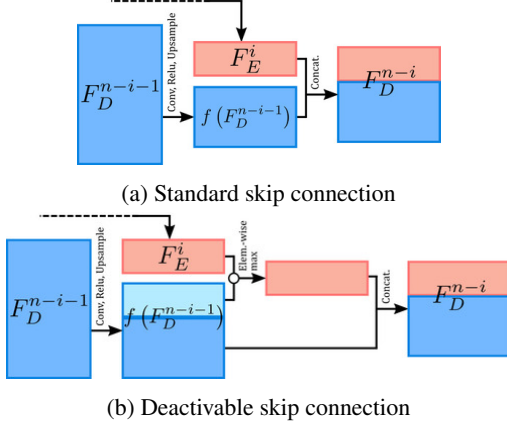 F_D^{n-i-1}
Conv, Relu, Upsample
F_E^i
f (F_D^{n-i-1})
Concat.
F_D^{n-i}
(a) Standard skip connection
F_D^{n-i-1}
Conv, Relu, Upsample
F_E^i
f (F_D^{n-i-1})
Elem.-wise
max
Concat.
F_D^{n-i}
(b) Deactivable skip connection